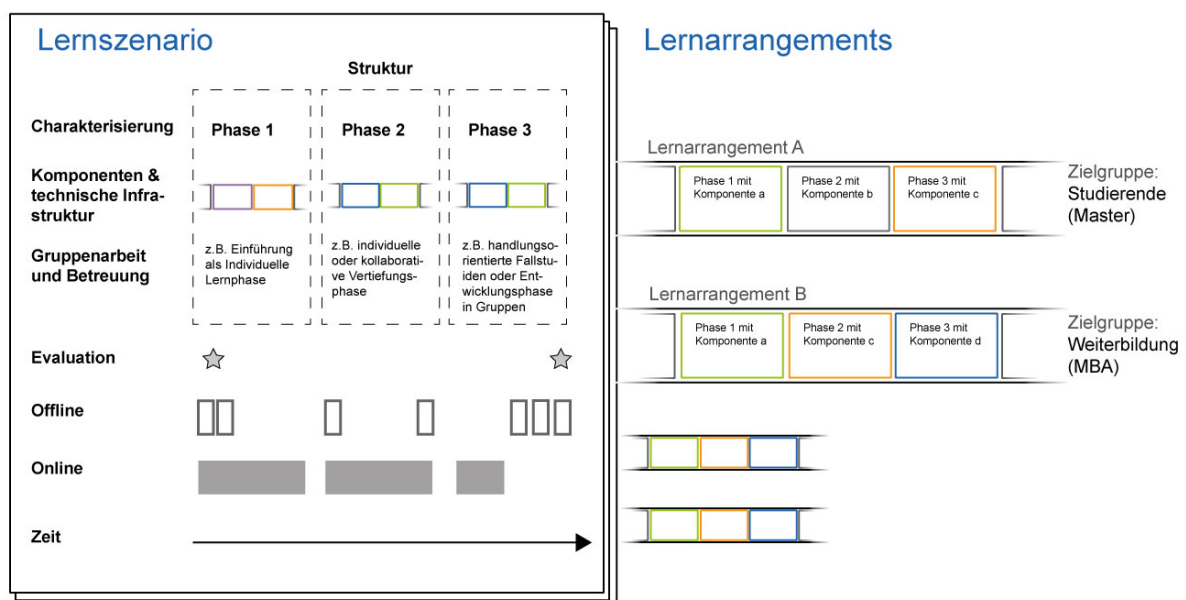 Lernszenario
Struktur
Charakterisierung
Phase 1
Phase 2
Phase 3
Komponenten &
technische Infra-
struktur
Gruppenarbeit
und Betreuung
z.B. Einführung
als Individuelle
Lernphase
z.B. individuelle
oder kollaborati-
ve Vertiefungs-
phase
z.B. handlungso-
rientierte Fallstu-
iden oder Ent-
wicklungsphase
in Gruppen
Evaluation
Offline
Online
Zeit
Lernarrangements
Lernarrangement A
Phase 1 mit
Komponente a
Phase 2 mit
Komponente b
Phase 3 mit
Komponente c
Zielgruppe:
Studierende
(Master)
Lernarrangement B
Phase 1 mit
Komponente a
Phase 2 mit
Komponente c
Phase 3 mit
Komponente d
Zielgruppe:
Weiterbildung
(MBA)